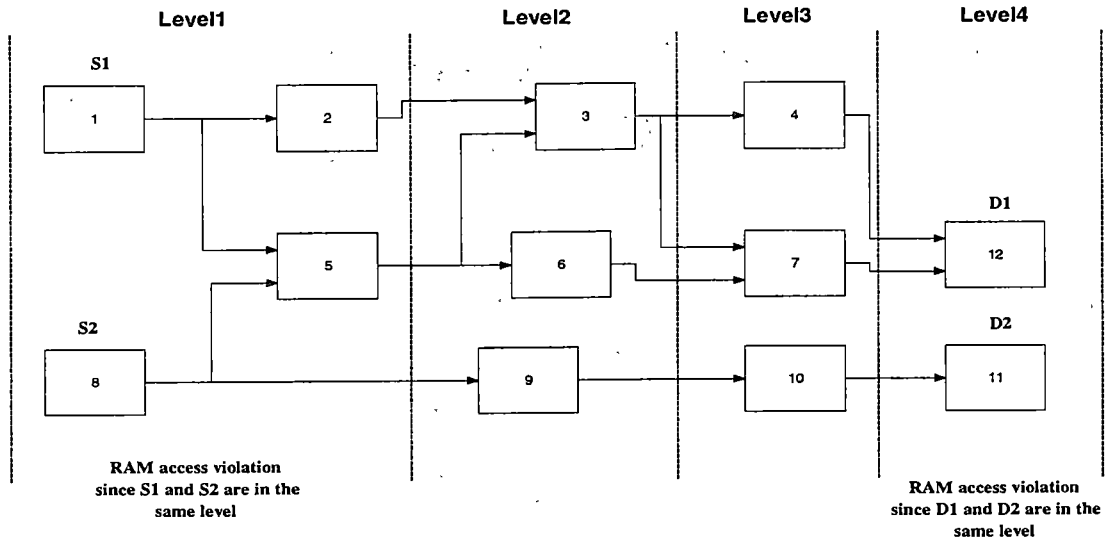 Level1
Level2
Level3
Level4
S1
1
2
3
4
D1
5
6
7
12
S2
D2
8
9
10
11
RAM access violation
since S1 and S2 are in the
same level
RAM access violation
since D1 and D2 are in the
same level